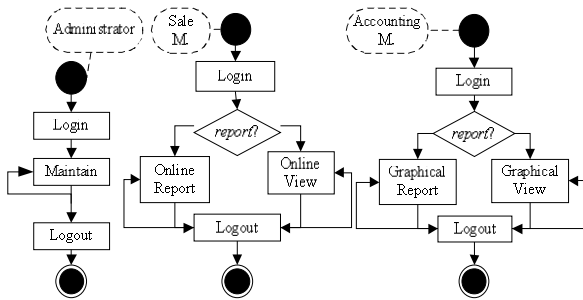 Administrator
Login
Maintain
Logout
Sale
M.
Login
report?
Online
Report
Online
View
Logout
Accounting
M.
Login
report?
Graphical
Report
Graphical
View
Logout